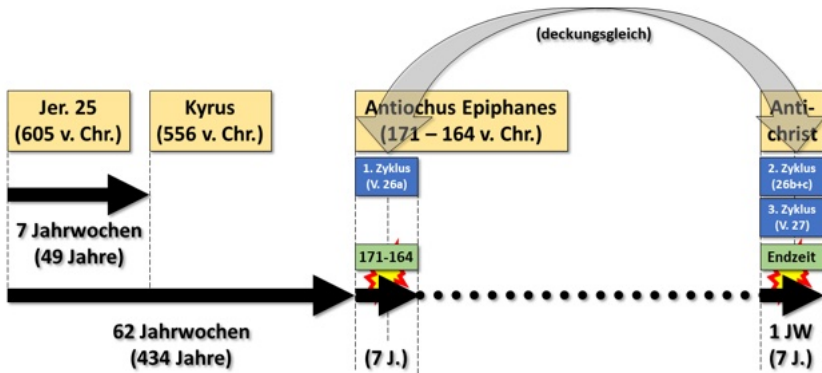 (deckungsgleich)
Jer. 25
(605 v. Chr.)
Kyrus
(556 v. Chr.)
Antiochus Epiphanes
(171 – 164 v. Chr.)
Anti-
christ
1. Zyklus
(V. 26a)
2. Zyklus
(26b+c)
3. Zyklus
(V. 27)
7 Jahrwochen
(49 Jahre)
171-164
Endzeit
62 Jahrwochen
(434 Jahre)
(7 J.)
1 JW
(7 J.)